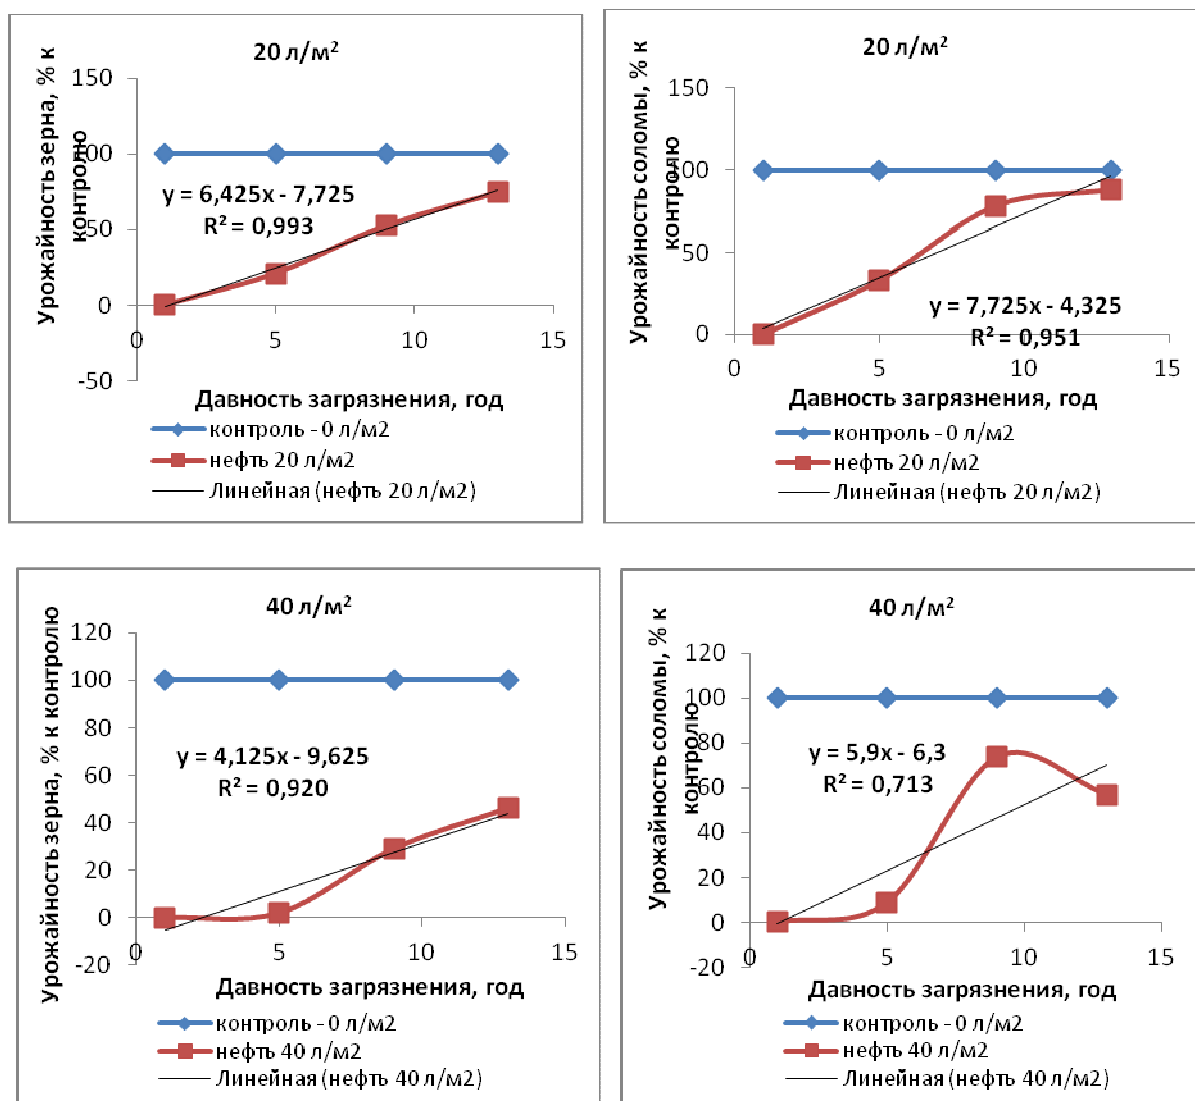 20 л/м²
Урожайность зерна, % к
контролю
150
100
50
0
-50
y = 6,425x - 7,725
R² = 0,993
0
5
10
15
Давность загрязнения, год
контроль - 0 л/м2
нефть 20 л/м2
Линейная (нефть 20 л/м2)
20 л/м²
Урожайность соломы, % к
контролю
150
100
50
0
y = 7,725x - 4,325
R² = 0,951
0
5
10
15
Давность загрязнения, год
контроль - 0 л/м2
нефть 20 л/м2
Линейная (нефть 20 л/м2)
40 л/м²
Урожайность зерна, % к контролю
120
100
80
60
40
20
0
-20
y = 4,125x - 9,625
R² = 0,920
0
5
10
15
Давность загрязнения, год
контроль - 0 л/м2
нефть 40 л/м2
Линейная (нефть 40 л/м2)
40 л/м²
Урожайность соломы, % к
контролю
120
100
80
60
40
20
0
-20
y = 5,9x - 6,3
R² = 0,713
0
5
10
15
Давность загрязнения, год
контроль - 0 л/м2
нефть 40 л/м2
Линейная (нефть 40 л/м2)